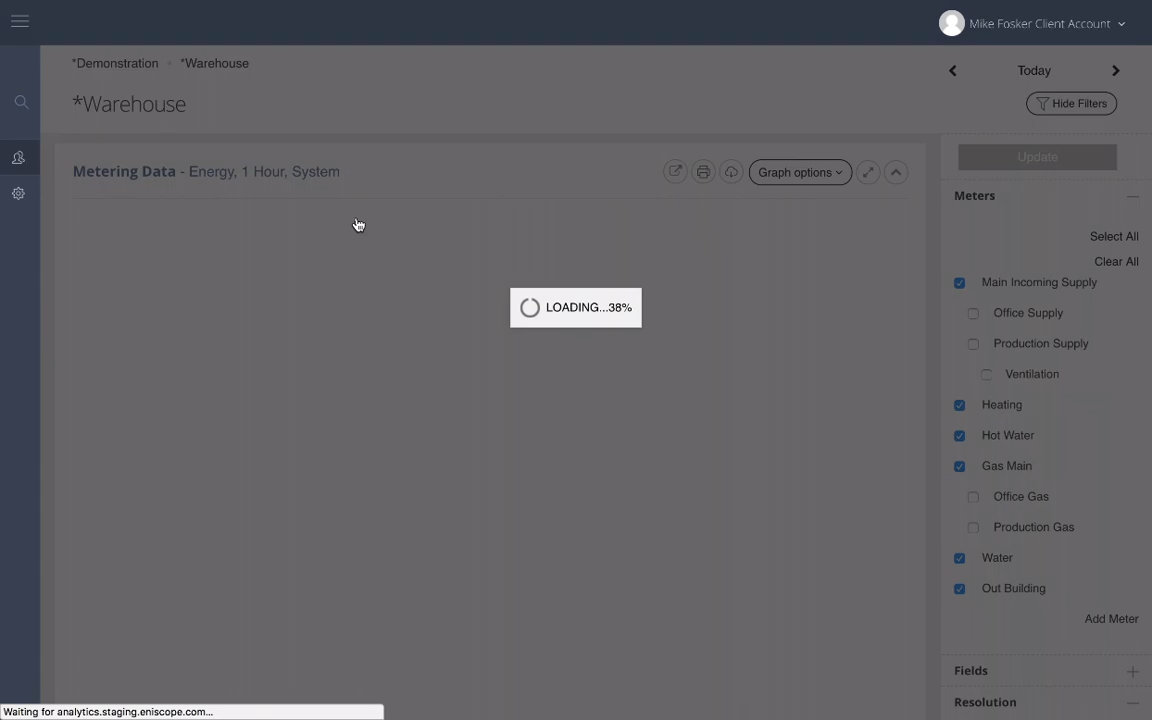 Mike Fosker Client Account
*Demonstration *Warehouse
Today
*Warehouse
Hide Filters
Metering Data - Energy, 1 Hour, System
Graph options
Update
Meters
Select All
Clear All
Main Incoming Supply
LOADING...38%
Office Supply
Production Supply
Ventilation
Heating
Hot Water
Gas Main
Office Gas
Production Gas
Water
Out Building
Add Meter
Fields
Resolution
Waiting for analytics.staging.eniscope.com...